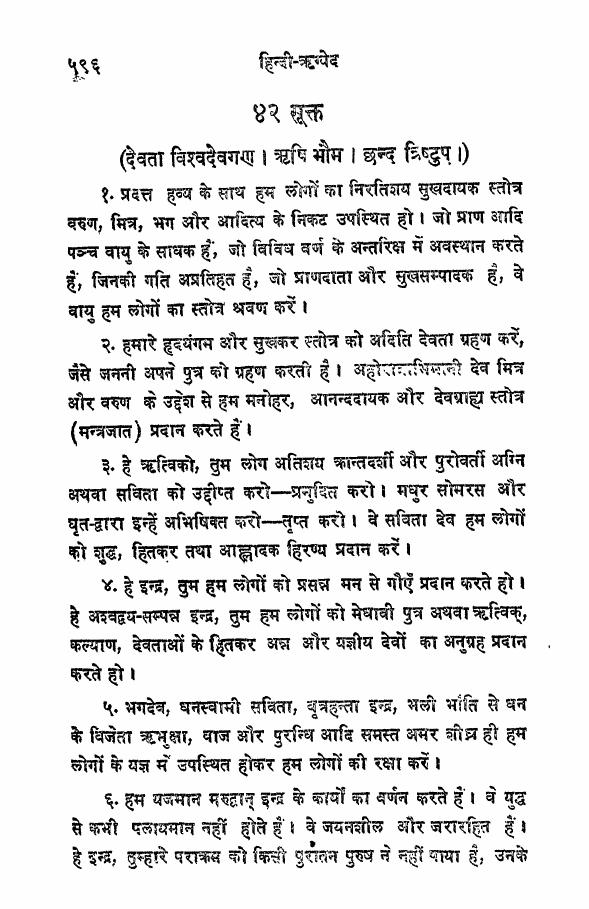 ५९६
हिन्दी-ऋग्वेद
४२ सूक्त
(देवता विश्वदेवगण । ऋषि भौम । छन्द त्रिष्टुप् ।)
१. प्रदत्त हव्य के साथ हम लोगों का निरतिशय सुखदायक स्तोत्र
वरुण, मित्र, भग और आदित्य के निकट उपस्थित हो । जो प्राण आदि
पञ्च वायु के साधक हैं, जो विविध वर्ण के अन्तरिक्ष में अवस्थान करते
हैं, जिनकी गति अप्रतिहत है, जो प्राणदाता और सुखसम्पादक हैं, वे
वायु हम लोगों का स्तोत्र श्रवण करें ।
२. हमारे हृदयंगम और सुखकर स्तोत्र को अदिति देवता ग्रहण करें,
जैसे जननी अपने पुत्र को ग्रहण करती है । अहोरात्राभिमानी देव मित्र
और वरुण के उद्देश से हम मनोहर, आनन्ददायक और देवग्राह्य स्तोत्र
(मन्त्रजात) प्रदान करते हैं ।
३. हे ऋत्विको, तुम लोग अतिशय क्रान्तदर्शी और पुरोवर्ती अग्नि
अथवा सविता को उद्दीप्त करो—प्रमुदित करो । मधुर सोमरस और
घृत-द्वारा इन्हें अभिषिक्त करो—तृप्त करो । वे सविता देव हम लोगों
को शुद्ध, हितकर तथा आह्लादक हिरण्य प्रदान करें ।
४. हे इन्द्र, तुम हम लोगों को प्रसन्न मन से गौएँ प्रदान करते हो ।
हे अश्वद्वय-सम्पन्न इन्द्र, तुम हम लोगों को मेधावी पुत्र अथवा ऋत्विक्,
कल्याण, देवताओं के हितकर अन्न और यज्ञीय देवों का अनुग्रह प्रदान
करते हो ।
५. भगदेव, धनस्वामी सविता, वृत्रहन्ता इन्द्र, भली भाँति से धन
के विजेता ऋभुक्षा, वाज और पुरन्धि आदि समस्त अमर शीघ्र ही हम
लोगों के यज्ञ में उपस्थित होकर हम लोगों की रक्षा करें ।
६. हम यजमान मरुद्वान् इन्द्र के कार्यों का वर्णन करते हैं । वे युद्ध
से कभी पलायमान नहीं होते हैं । वे जयनशील और जरारहित हैं ।
हे इन्द्र, तुम्हारे पराक्रम को किसी पुरातन पुरुष ने नहीं पाया है, उनके